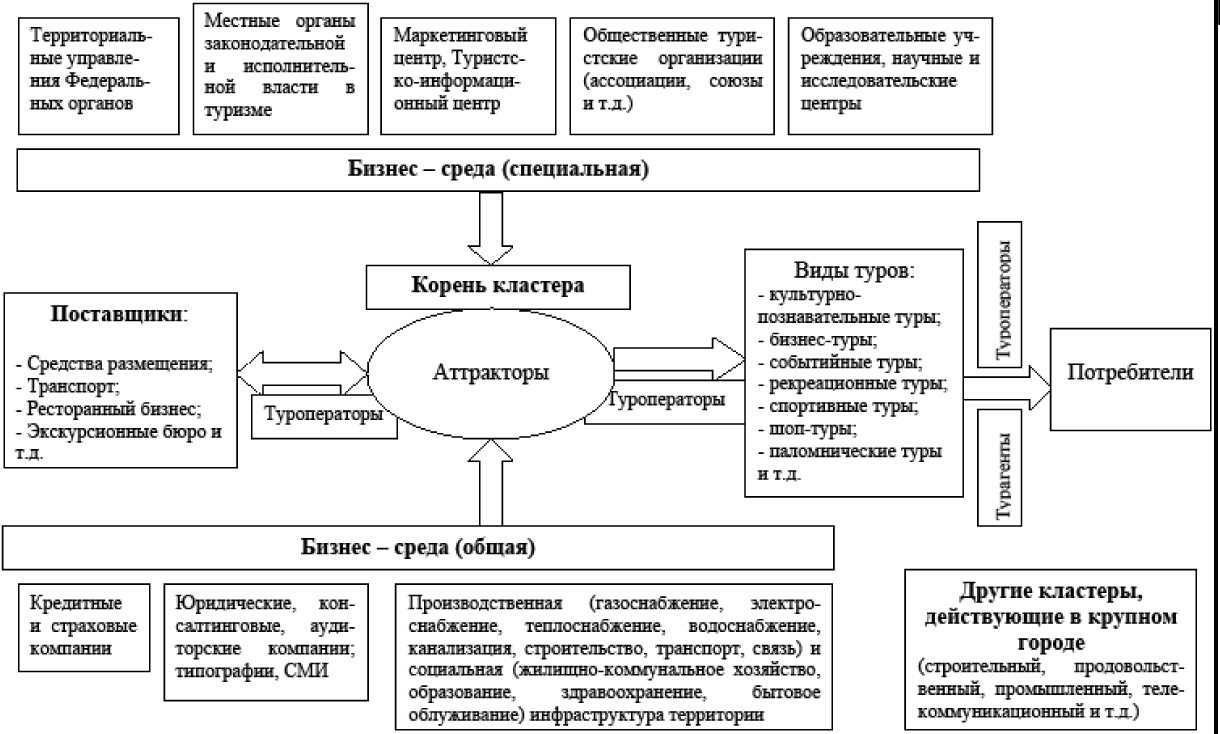 Территориаль-
ные управле-
ния Федераль-
ных органов
Местные органы
законодательной
и исполнитель-
ной власти в
туризме
Маркетинговый
центр, Туристс-
ко-информаци-
онный центр
Общественные тури-
стские организации
(ассоциации, союзы
и т.д.)
Образовательные уч-
реждения, научные и
исследовательские
центры
Бизнес – среда (специальная)
Корень кластера
Аттракторы
Поставщики:
- Средства размещения;
- Транспорт;
- Ресторанный бизнес;
- Экскурсионные бюро и
т.д.
Туроператоры
Туроператоры
Виды туров:
- культурно-
познавательные туры;
- бизнес-туры;
- событийные туры;
- рекреационные туры;
- спортивные туры;
- шоп-туры;
- паломнические туры
и т.д.
Туроператоры
Турагенты
Потребители
Бизнес – среда (общая)
Кредитные
и страховые
компании
Юридические, кон-
салтинговые, ауди-
торские компании;
типографии, СМИ
Производственная (газоснабжение, электро-
снабжение, теплоснабжение, водоснабжение,
канализация, строительство, транспорт, связь) и
социальная (жилищно-коммунальное хозяйство,
образование, здравоохранение, бытовое
облуживание) инфраструктура территории
Другие кластеры,
действующие в крупном
городе
(строительный, продовольст-
венный, промышленный, теле-
коммуникационный и т.д.)